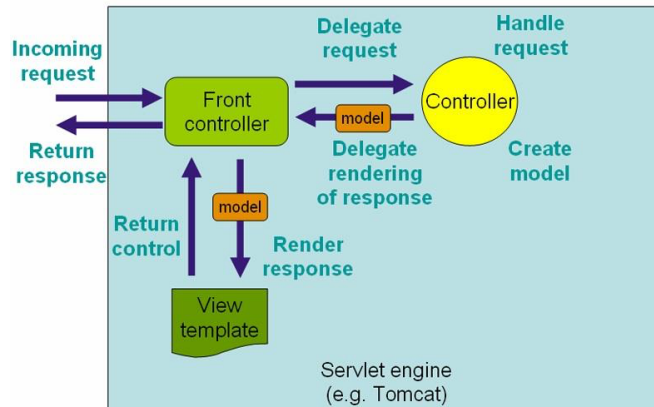 Incoming
request
Delegate
request
Handle
request
Front
controller
Controller
model
Return
response
Delegate
rendering
of response
Create
model
model
Return
control
Render
response
View
template
Servlet engine
(e.g. Tomcat)